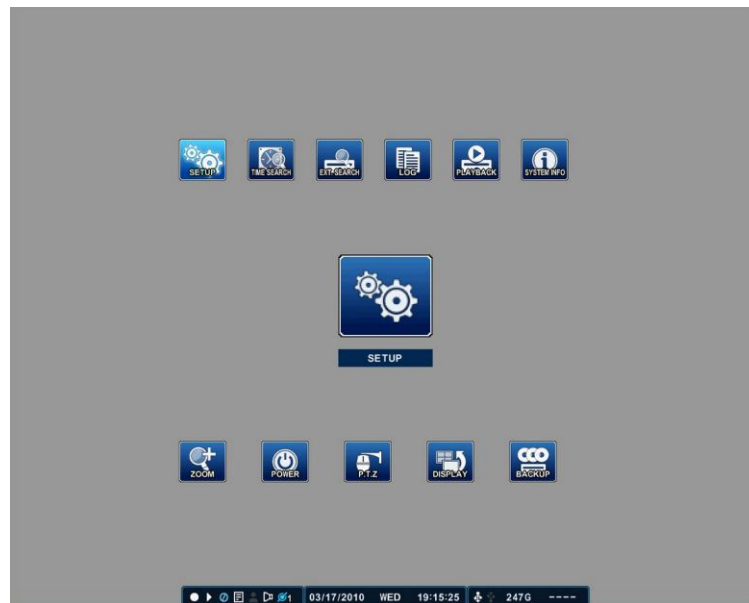 SETUP
TIME SEARCH
EXT. SEARCH
LOG
PLAYBACK
SYSTEM INFO
SETUP
ZOOM
POWER
P.T.Z
DISPLAY
BACKUP
1 03/17/2010 WED 19:15:25 247G ----